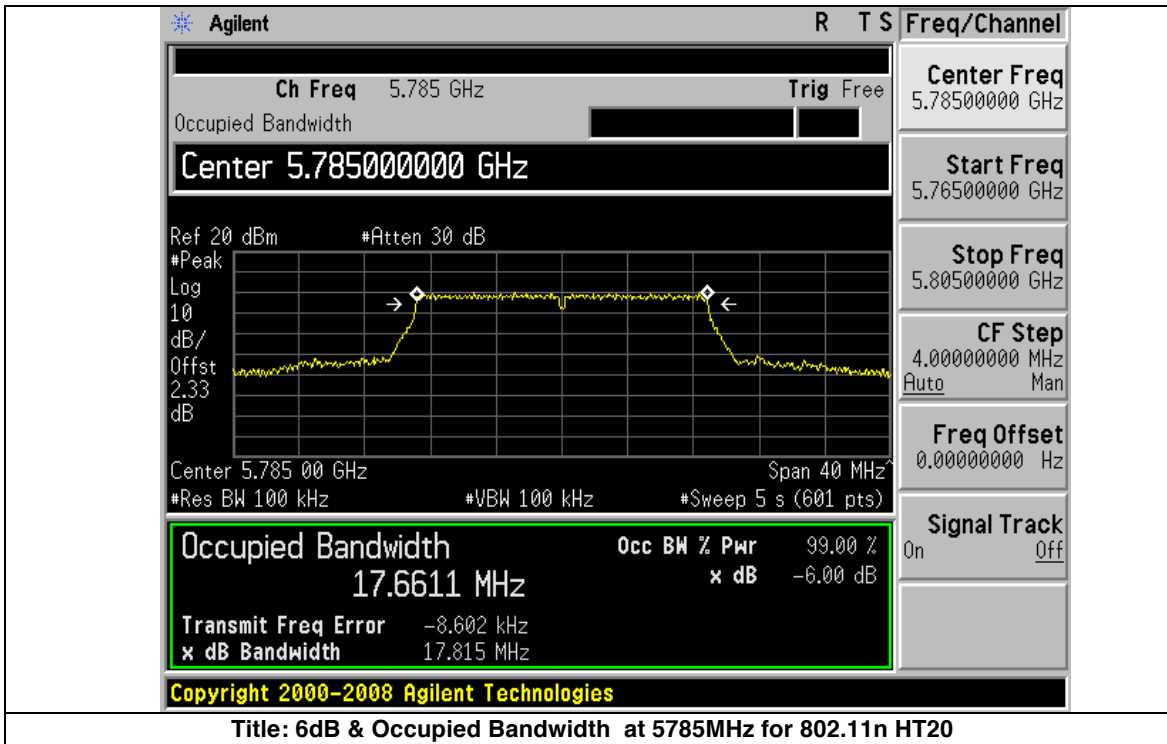 Agilent R T S Freq/Channel
Ch Freq 5.785 GHz Trig Free
Occupied Bandwidth
Center 5.785000000 GHz
Ref 20 dBm #Atten 30 dB
#Peak
Log
10
dB/
Offst
2.33
dB
Center 5.785 00 GHz Span 40 MHz^
#Res BW 100 kHz #VBW 100 kHz #Sweep 5 s (601 pts)
Occupied Bandwidth
17.6611 MHz
Occ BW % Pwr 99.00 %
x dB -6.00 dB
Transmit Freq Error -8.602 kHz
x dB Bandwidth 17.815 MHz
Copyright 2000-2008 Agilent Technologies
Center Freq
5.78500000 GHz
Start Freq
5.76500000 GHz
Stop Freq
5.80500000 GHz
CF Step
4.00000000 MHz
Auto Man
Freq Offset
0.00000000 Hz
Signal Track
On Off
Title: 6dB & Occupied Bandwidth at 5785MHz for 802.11n HT20